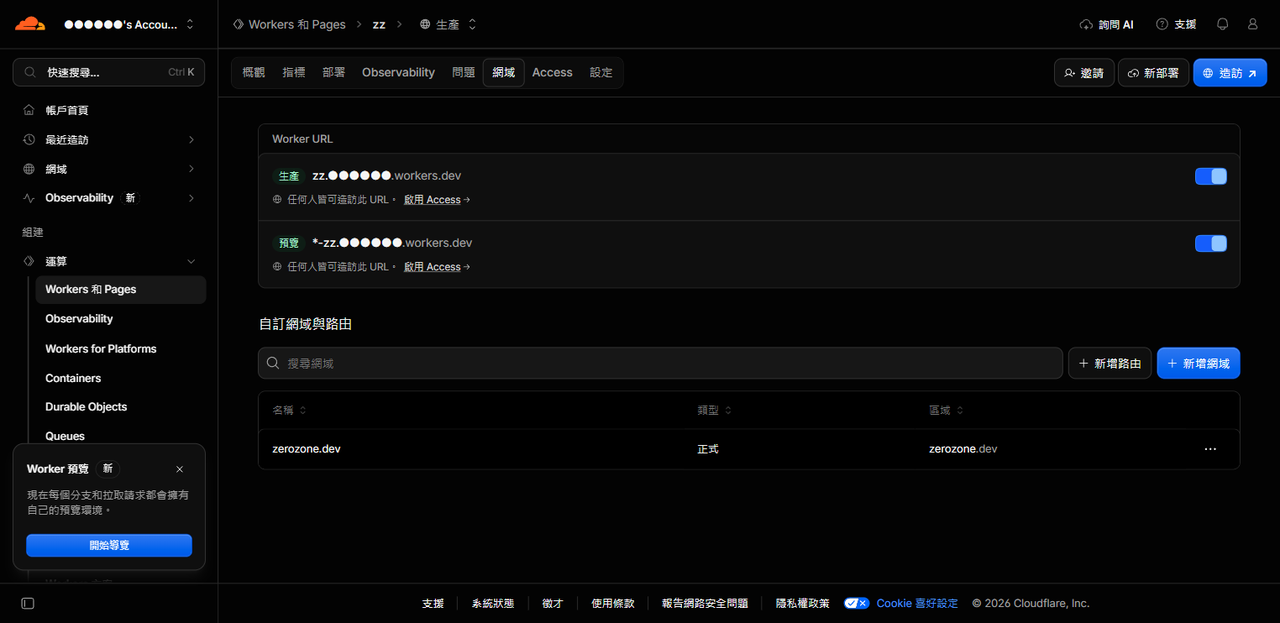 ●●●●●●'s Accou...
Workers 和 Pages > zz > 生產
詢問 AI
支援
快速搜尋... Ctrl K
概觀 指標 部署 Observability 問題 網域 Access 設定
邀請 新部署 造訪
帳戶首頁
最近造訪
網域
Observability 新
組建
運算
Workers 和 Pages
Observability
Workers for Platforms
Containers
Durable Objects
Queues
Worker 預覽 新
現在每個分支和拉取請求都會擁有
自己的預覽環境。
開始導覽
Worker URL
生產 zz.●●●●●●.workers.dev
任何人皆可造訪此 URL。 啟用 Access →
預覽 *-zz.●●●●●●.workers.dev
任何人皆可造訪此 URL。 啟用 Access →
自訂網域與路由
搜尋網域
+ 新增路由
+ 新增網域
名稱 類型 區域
zerozone.dev 正式 zerozone.dev
支援 系統狀態 徵才 使用條款 報告網路安全問題 隱私權政策 Cookie 喜好設定 © 2026 Cloudflare, Inc.